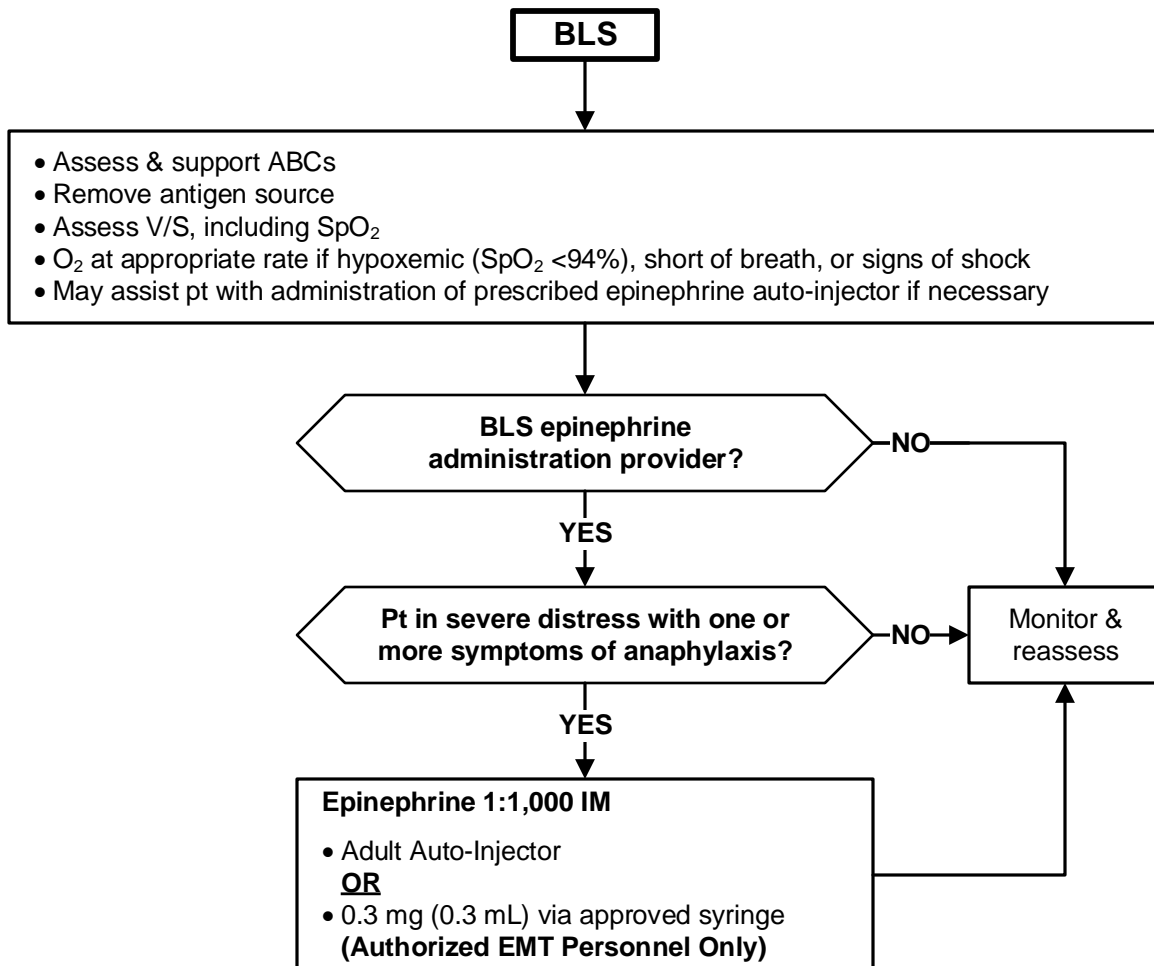 BLS
• Assess & support ABCs
• Remove antigen source
• Assess V/S, including SpO₂
• O₂ at appropriate rate if hypoxemic (SpO₂ <94%), short of breath, or signs of shock
• May assist pt with administration of prescribed epinephrine auto-injector if necessary
BLS epinephrine
administration provider?
NO
YES
Pt in severe distress with one or
more symptoms of anaphylaxis?
NO
Monitor &
reassess
YES
Epinephrine 1:1,000 IM
• Adult Auto-Injector
OR
• 0.3 mg (0.3 mL) via approved syringe
(Authorized EMT Personnel Only)